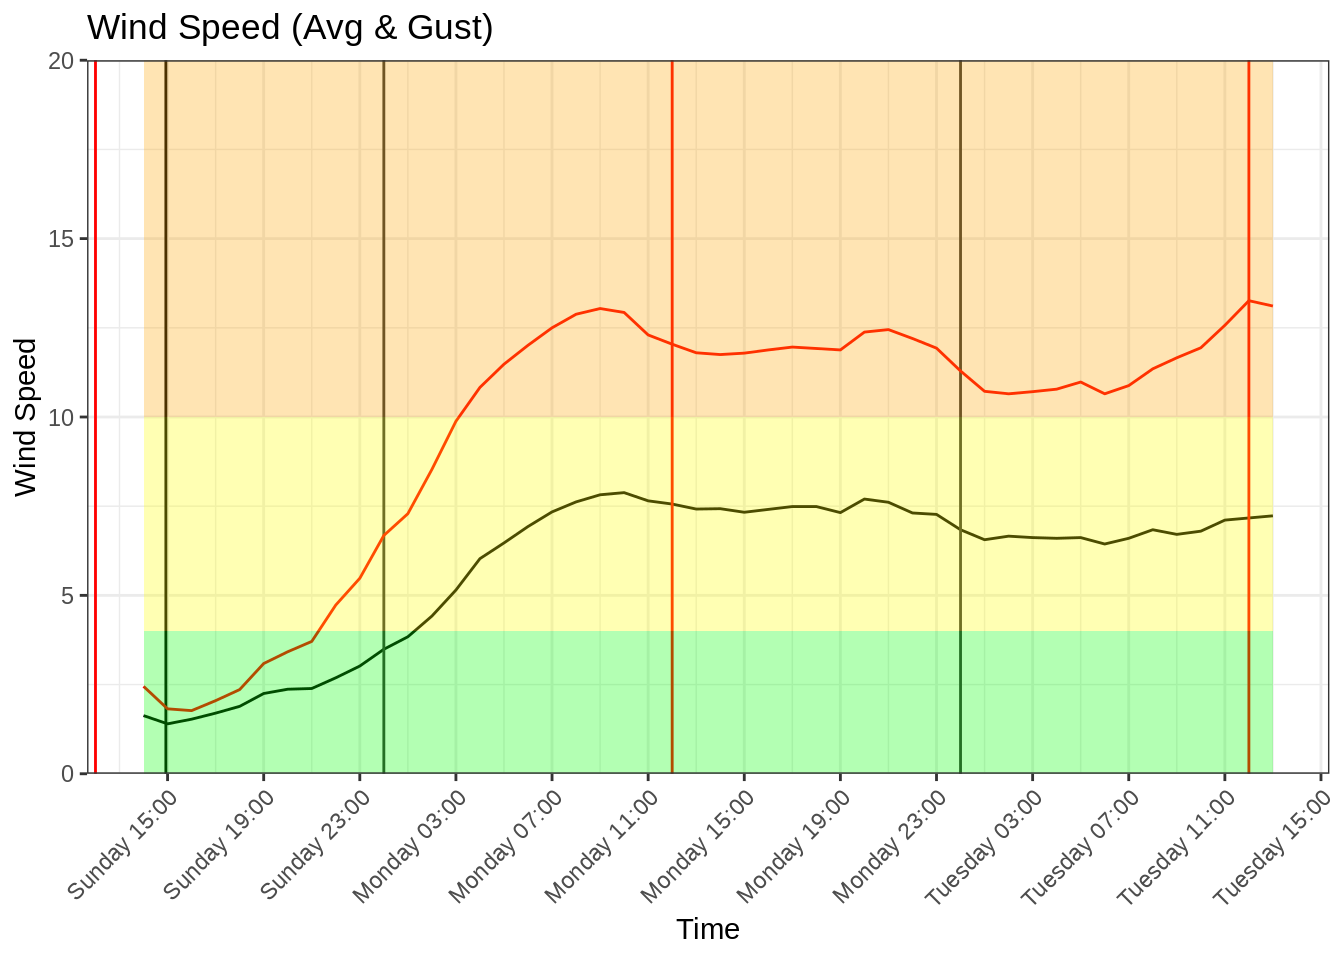 Wind Speed (Avg & Gust)
20
15
10
5
0
Wind Speed
Sunday 15:00
Sunday 19:00
Sunday 23:00
Monday 03:00
Monday 07:00
Monday 11:00
Monday 15:00
Monday 19:00
Monday 23:00
Tuesday 03:00
Tuesday 07:00
Tuesday 11:00
Tuesday 15:00
Time